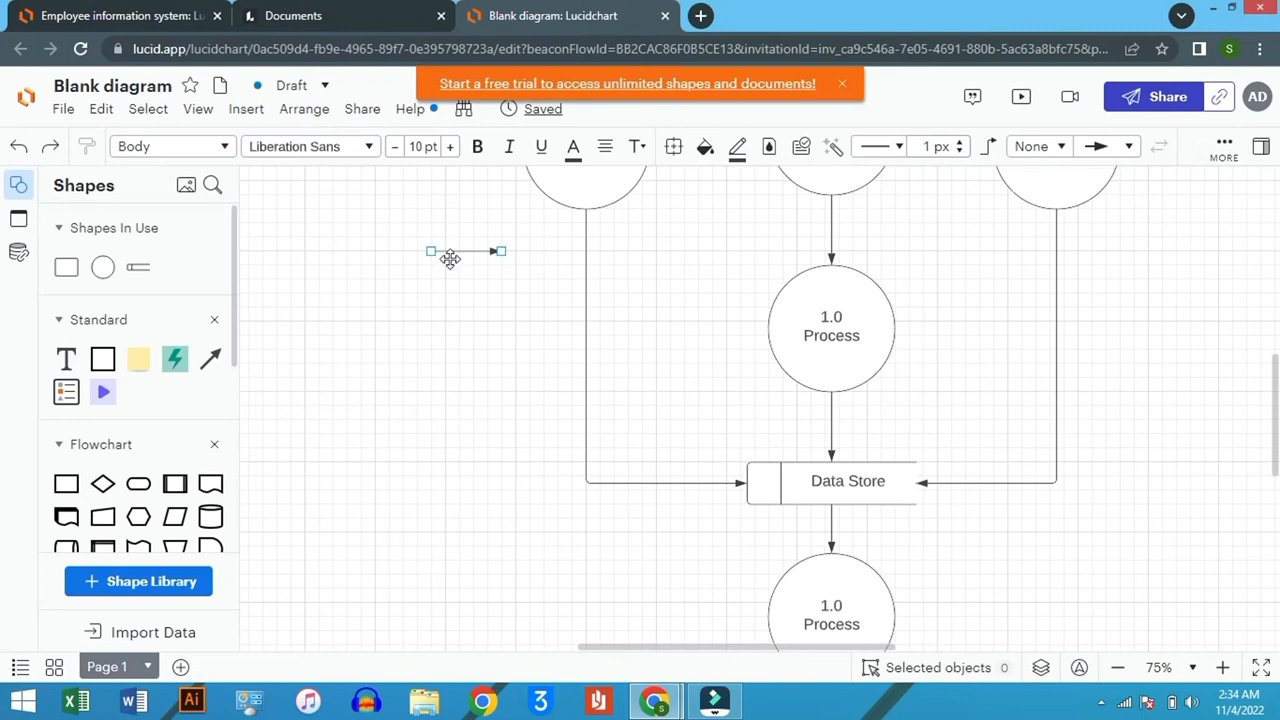 Employee information system: Lu
Documents
Blank diagram: Lucidchart
lucid.app/lucidchart/0ac509d4-fb9e-4965-89f7-0e395798723a/edit?beaconFlowId=BB2CAC86F0B5CE13&invitationId=inv_ca9c546a-7e05-4691-880b-5ac63a8bfc75&p...
S
Blank diagram
Draft
Start a free trial to access unlimited shapes and documents!
Share
AD
File Edit Select View Insert Arrange Share Help
Saved
Body
Liberation Sans
- 10 pt +
B I U A T
1 px
None
MORE
Shapes
Shapes In Use
Standard
T
Flowchart
Shape Library
Import Data
1.0
Process
Data Store
1.0
Process
Page 1
Selected objects 0
A
75%
W
Ai
3
S
2:34 AM
11/4/2022